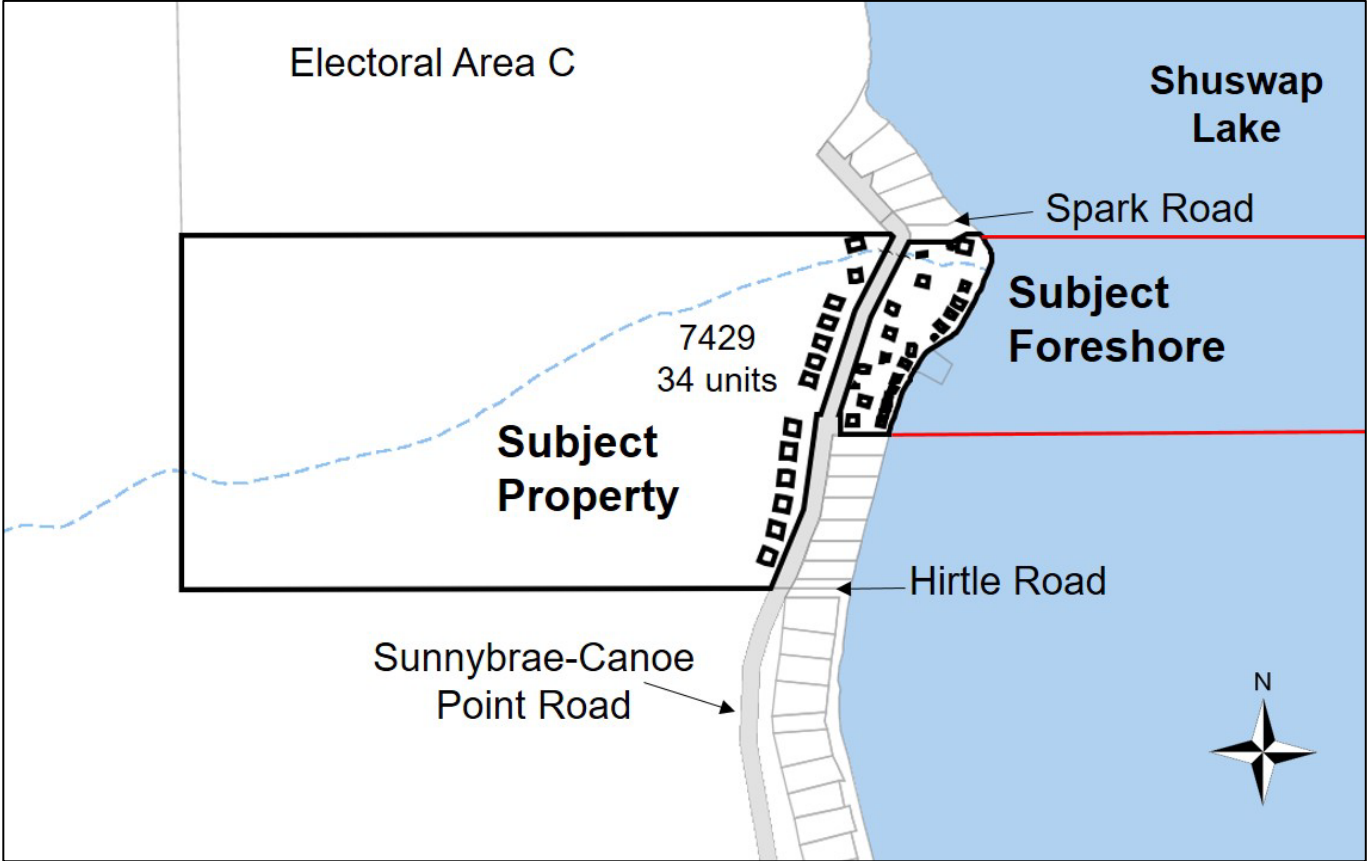 Electoral Area C
Shuswap
Lake
Spark Road
Subject
Foreshore
7429
34 units
Subject
Property
Hirtle Road
Sunnybrae-Canoe
Point Road
N